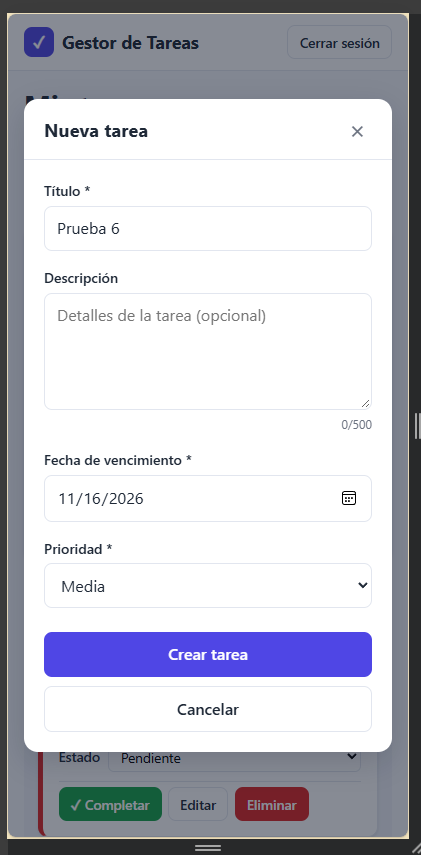 Gestor de Tareas
Cerrar sesión
Nueva tarea
Título *
Prueba 6
Descripción
Detalles de la tarea (opcional)
0/500
Fecha de vencimiento *
11/16/2026
Prioridad *
Media
Crear tarea
Cancelar
Estado Pendiente
✓ Completar Editar Eliminar